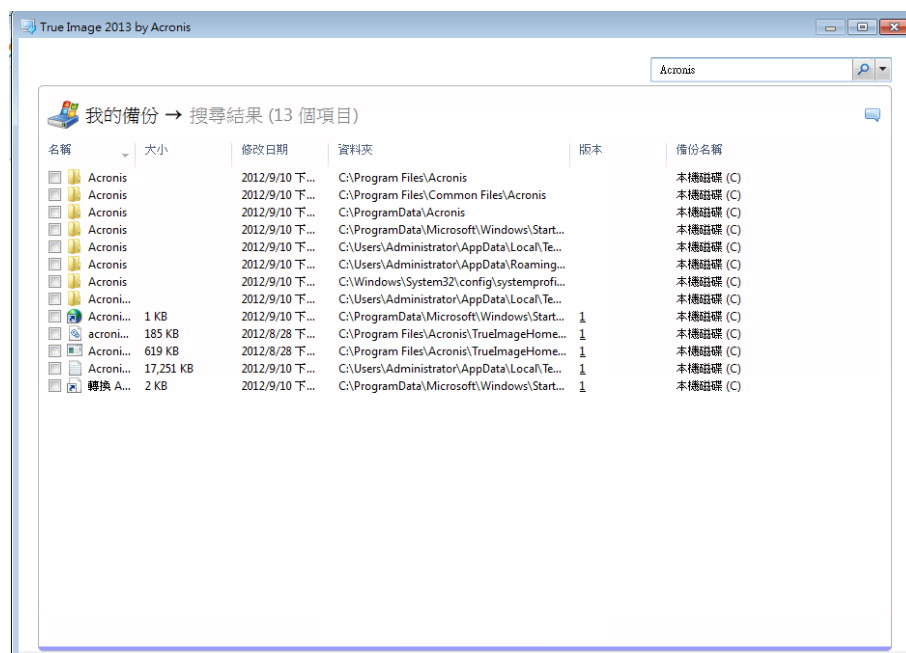 True Image 2013 by Acronis
Acronis
我的備份 → 搜尋結果 (13 個項目)
名稱 大小 修改日期 資料夾 版本 備份名稱
Acronis 2012/9/10 下... C:\Program Files\Acronis 本機磁碟 (C)
Acronis 2012/9/10 下... C:\Program Files\Common Files\Acronis 本機磁碟 (C)
Acronis 2012/9/10 下... C:\ProgramData\Acronis 本機磁碟 (C)
Acronis 2012/9/10 下... C:\ProgramData\Microsoft\Windows\Start... 本機磁碟 (C)
Acronis 2012/9/10 下... C:\Users\Administrator\AppData\Local\Te... 本機磁碟 (C)
Acronis 2012/9/10 下... C:\Users\Administrator\AppData\Roaming... 本機磁碟 (C)
Acronis 2012/9/10 下... C:\Windows\System32\config\systemprofi... 本機磁碟 (C)
Acroni... 2012/9/10 下... C:\Users\Administrator\AppData\Local\Te... 本機磁碟 (C)
Acroni... 1 KB 2012/9/10 下... C:\ProgramData\Microsoft\Windows\Start... 1 本機磁碟 (C)
acroni... 185 KB 2012/8/28 下... C:\Program Files\Acronis\TrueImageHome... 1 本機磁碟 (C)
Acroni... 619 KB 2012/8/28 下... C:\Program Files\Acronis\TrueImageHome... 1 本機磁碟 (C)
Acroni... 17,251 KB 2012/9/10 下... C:\Users\Administrator\AppData\Local\Te... 1 本機磁碟 (C)
轉換 A... 2 KB 2012/9/10 下... C:\ProgramData\Microsoft\Windows\Start... 1 本機磁碟 (C)